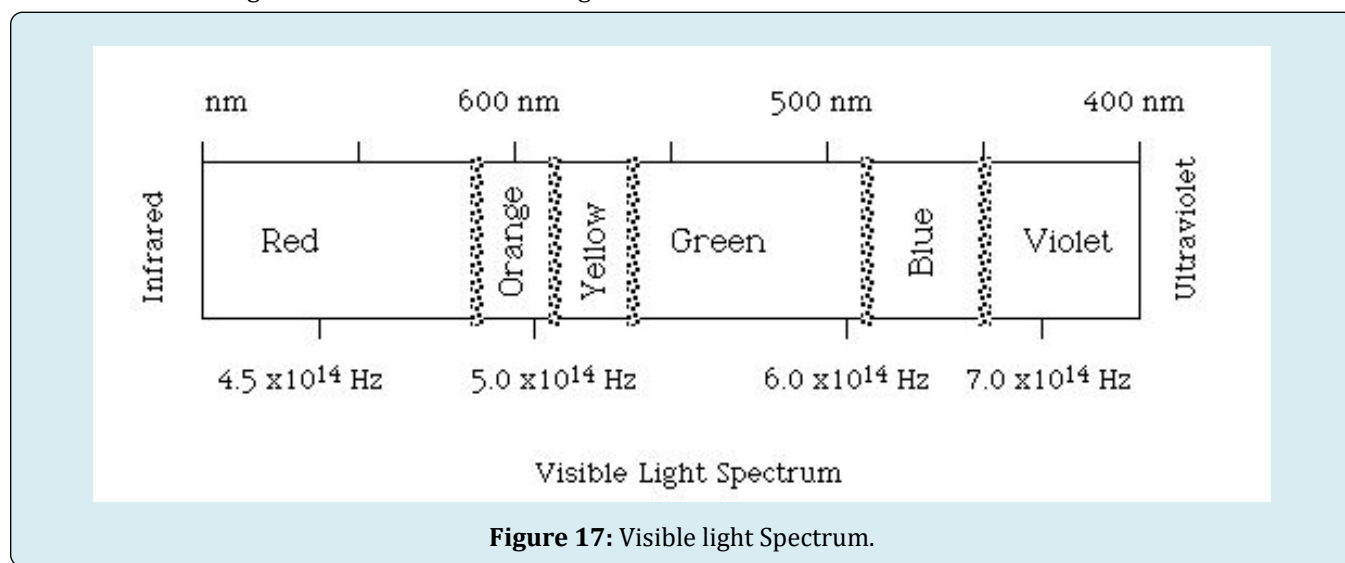 nm 600 nm 500 nm 400 nm
Infrared
Red
Orange
Yellow
Green
Blue
Violet
Ultraviolet
4.5 x10¹⁴ Hz 5.0 x10¹⁴ Hz 6.0 x10¹⁴ Hz 7.0 x10¹⁴ Hz
Visible Light Spectrum
Figure 17: Visible light Spectrum.